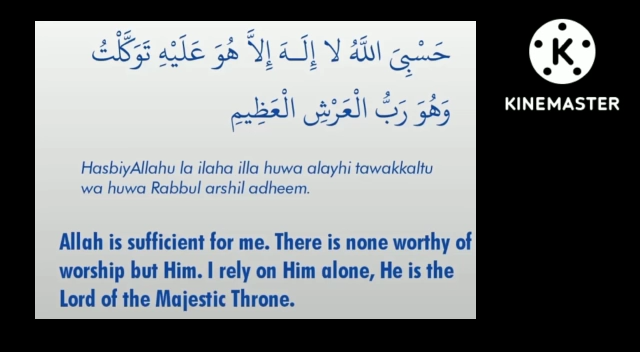 حَسْبِيَ اللَّهُ لا إِلَــهَ إِلاَّ هُوَ عَلَيْهِ تَوَكَّلْتُ
وَهُوَ رَبُّ الْعَرْشِ الْعَظِيمِ
HasbiyAllahu la ilaha illa huwa alayhi tawakkaltu
wa huwa Rabbul arshil adheem.
Allah is sufficient for me. There is none worthy of
worship but Him. I rely on Him alone, He is the
Lord of the Majestic Throne.
K
KINEMASTER